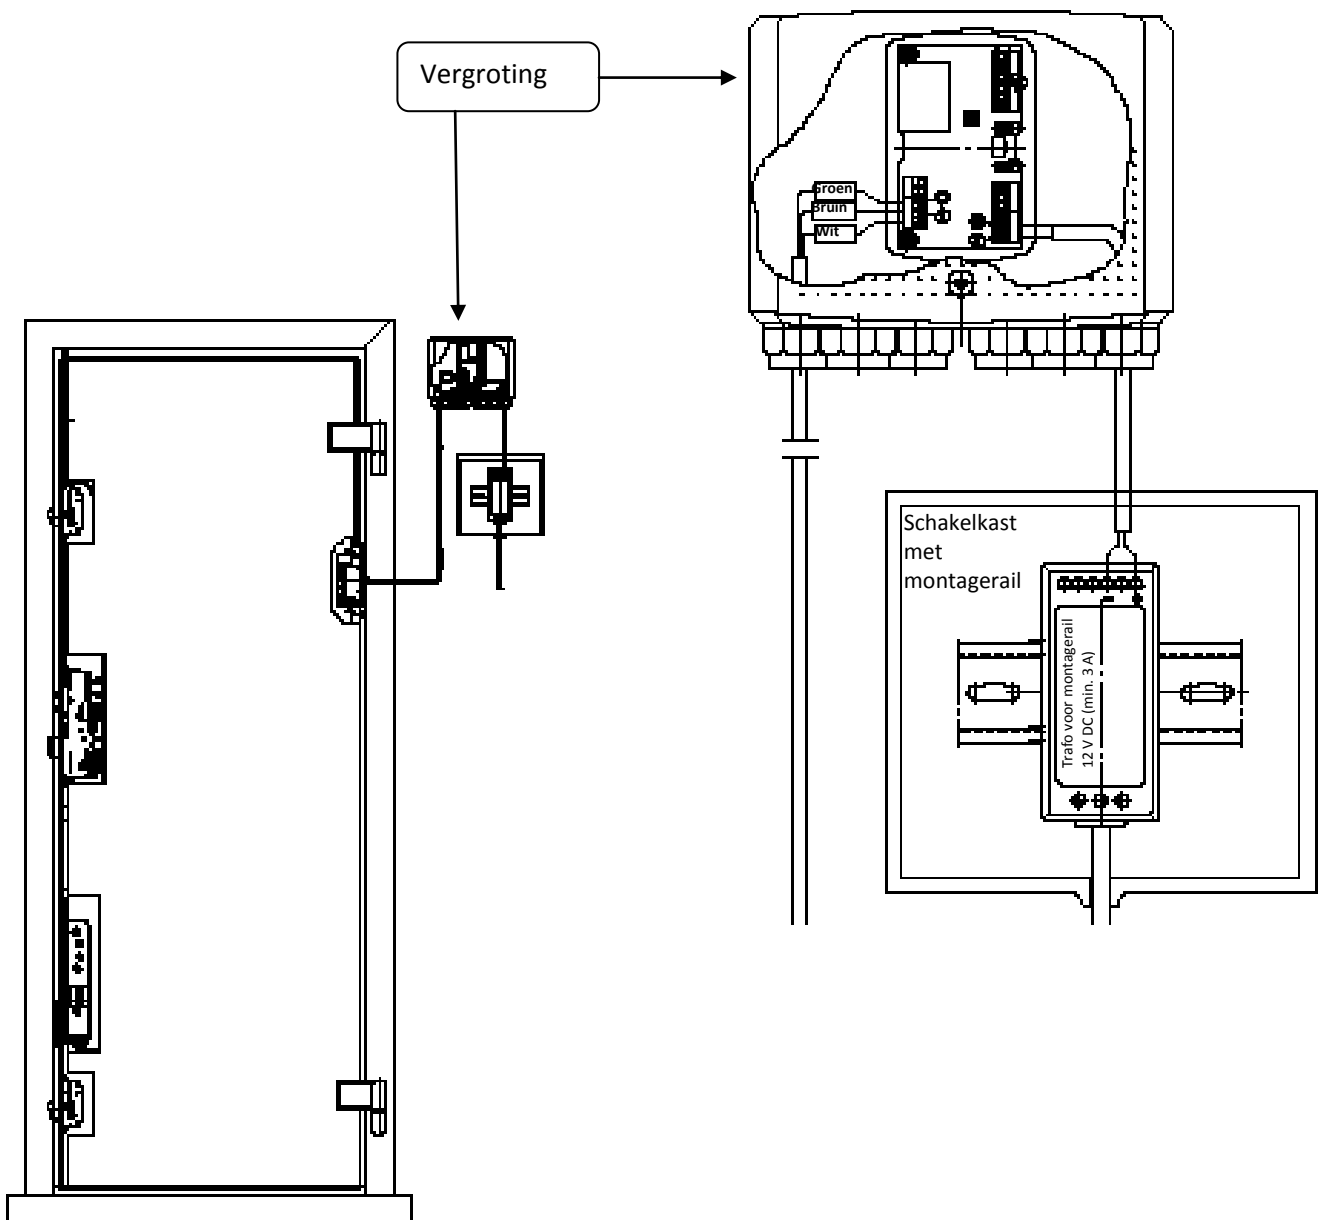 Vergroting
Groen
Bruin
Wit
Schakelkast
met
montagerail
Trafo voor montagerail
12 V DC (min. 3 A)